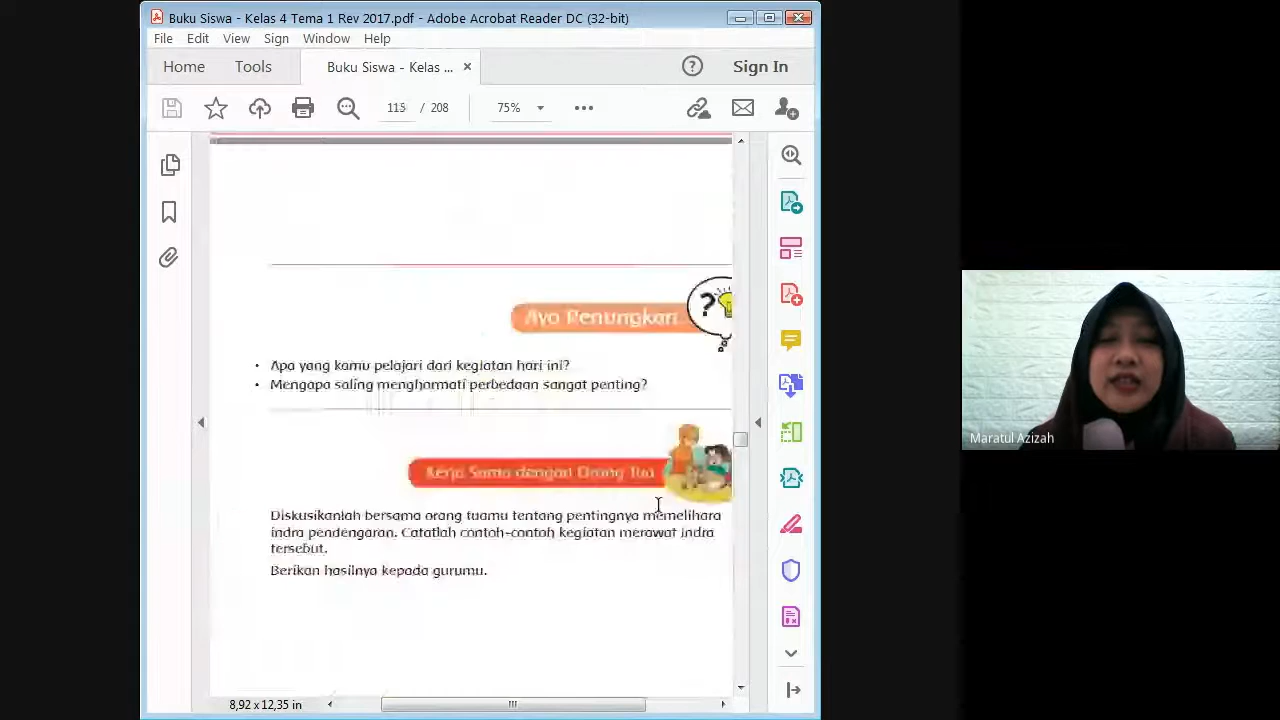 Buku Siswa - Kelas 4 Tema 1 Rev 2017.pdf - Adobe Acrobat Reader DC (32-bit)
File Edit View Sign Window Help
Home Tools Buku Siswa - Kelas ... × Sign In
115 / 208 75%
Ayo Renungkan
• Apa yang kamu pelajari dari kegiatan hari ini?
• Mengapa saling menghormati perbedaan sangat penting?
Kerja Sama dengan Orang Tua
Diskusikanlah bersama orang tuamu tentang pentingnya memelihara
indra pendengaran. Catatlah contoh-contoh kegiatan merawat indra
tersebut.
Berikan hasilnya kepada gurumu.
8,92 x 12,35 in
Maratul Azizah